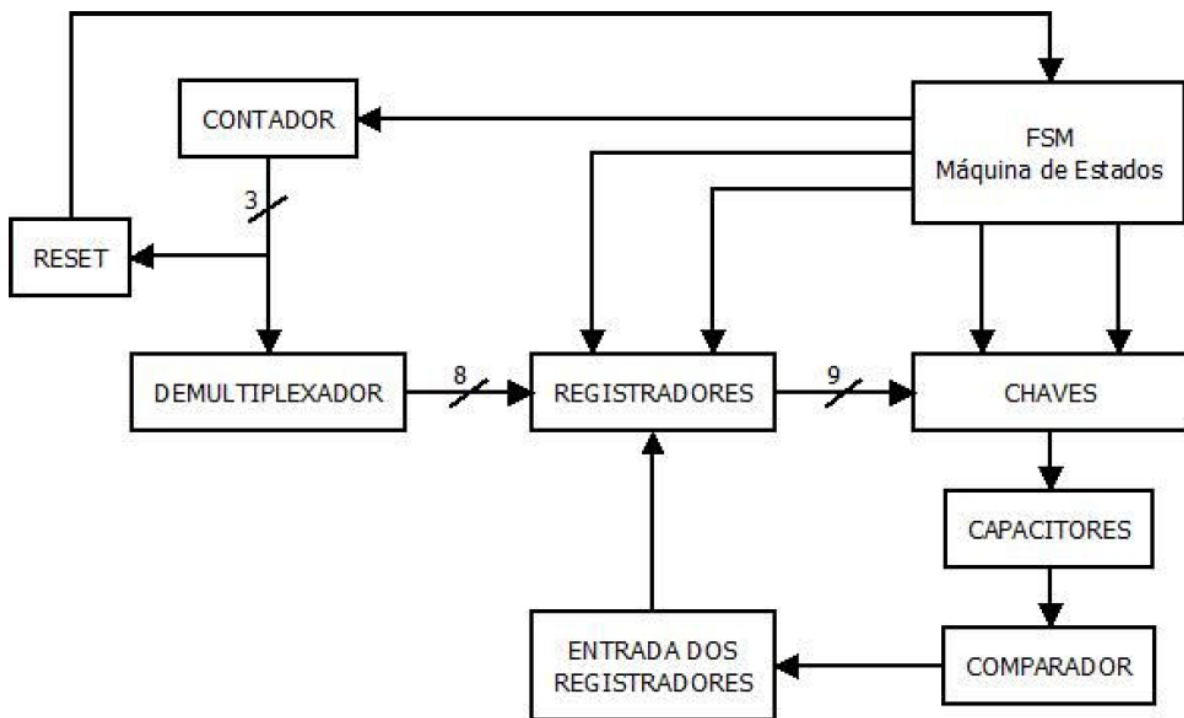 CONTADOR
FSM
Máquina de Estados
3
RESET
DEMULTIPLEXADOR
8
REGISTRADORES
9
CHAVES
CAPACITORES
ENTRADA DOS
REGISTRADORES
COMPARADOR